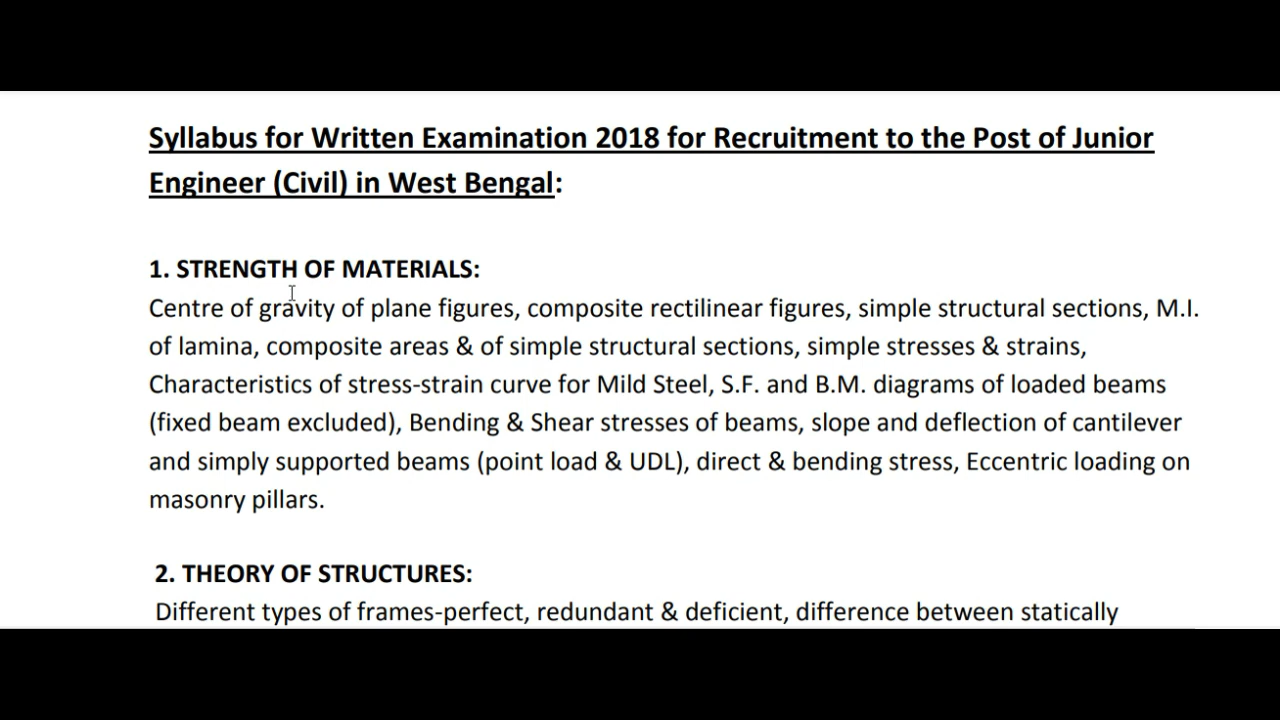 Syllabus for Written Examination 2018 for Recruitment to the Post of Junior
Engineer (Civil) in West Bengal:
1. STRENGTH OF MATERIALS:
Centre of gravity of plane figures, composite rectilinear figures, simple structural sections, M.I.
of lamina, composite areas & of simple structural sections, simple stresses & strains,
Characteristics of stress-strain curve for Mild Steel, S.F. and B.M. diagrams of loaded beams
(fixed beam excluded), Bending & Shear stresses of beams, slope and deflection of cantilever
and simply supported beams (point load & UDL), direct & bending stress, Eccentric loading on
masonry pillars.
2. THEORY OF STRUCTURES:
Different types of frames-perfect, redundant & deficient, difference between statically